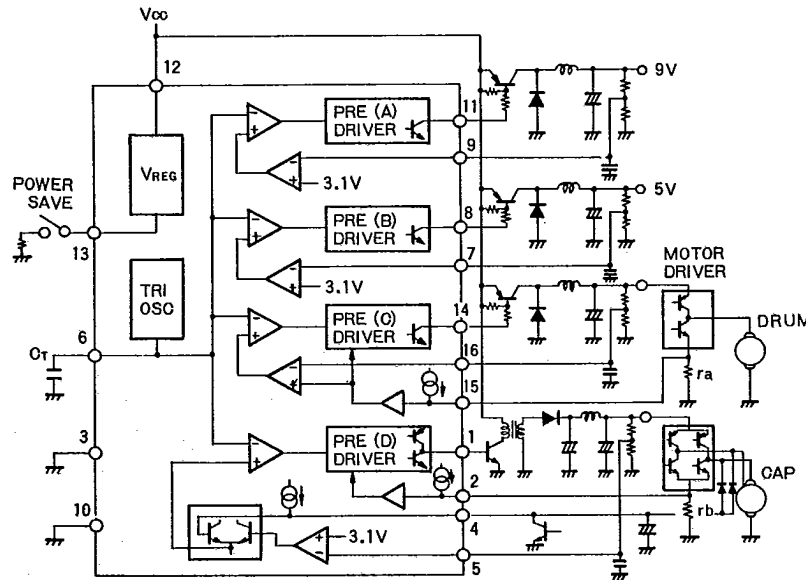 Vcc
12
11
9V
PRE (A)
DRIVER
9
VREG
3.1V
POWER
SAVE
8
5V
PRE (B)
DRIVER
13
7
MOTOR
DRIVER
TRI
OSC
3.1V
14
6
PRE (C)
DRIVER
DRUM
CT
16
15
ra
3
1
PRE (D)
DRIVER
CAP
2
10
rb
4
3.1V
5